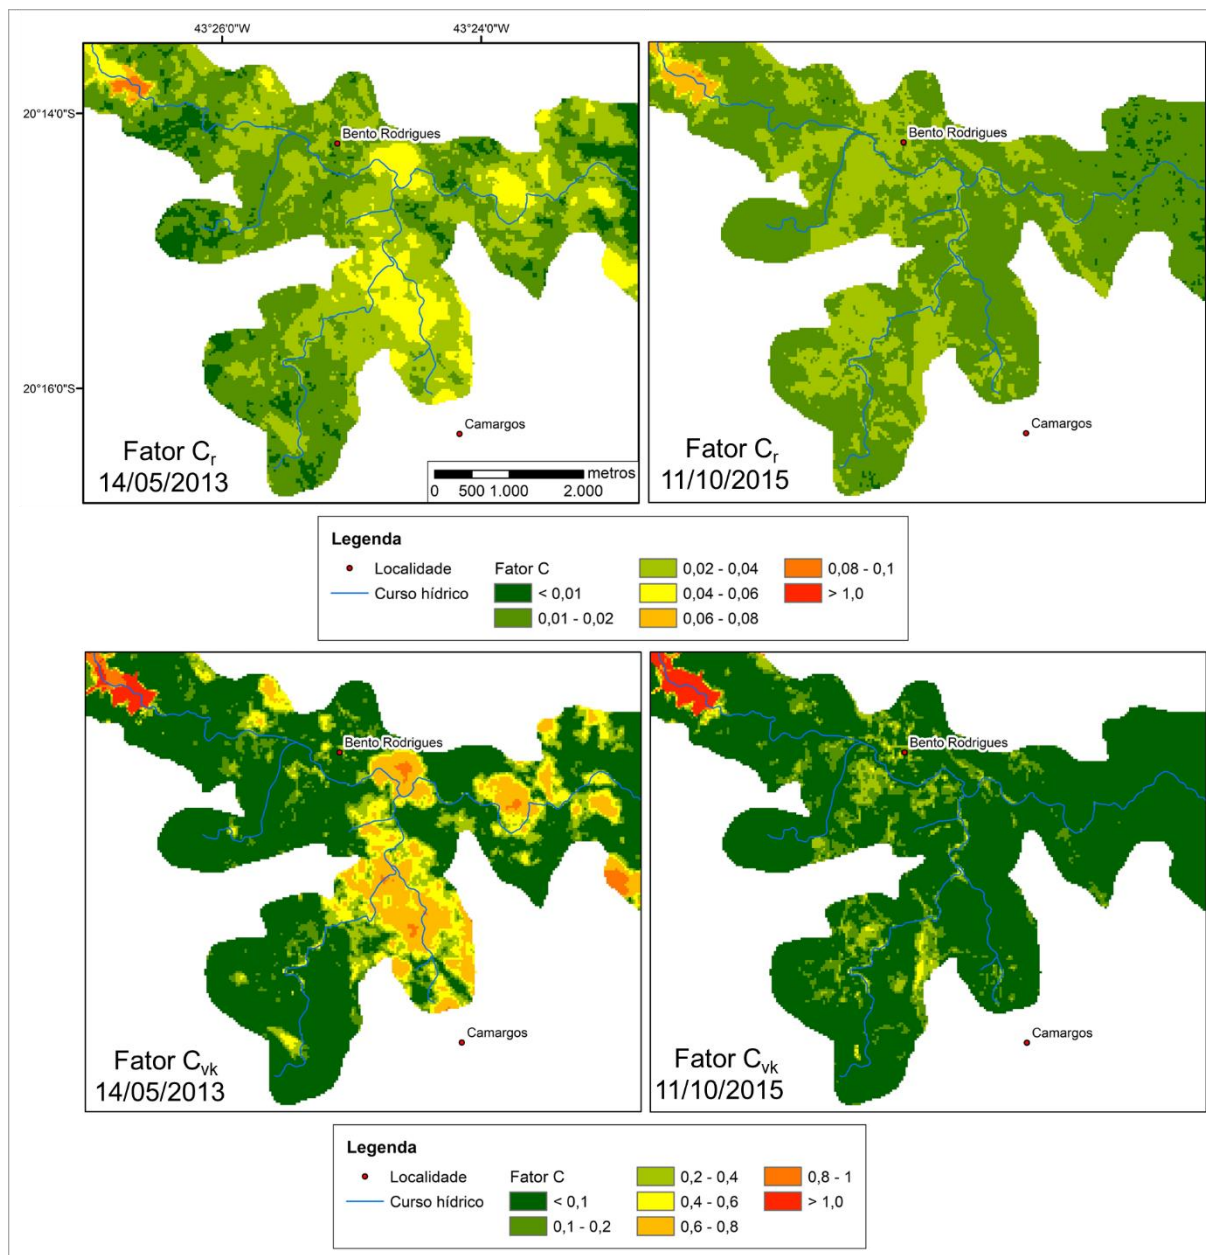 43°26'0"W
43°24'0"W
20°14'0"S
20°16'0"S
Bento Rodrigues
Camargos
Fator Cr
14/05/2013
metros
0 500 1.000 2.000
Bento Rodrigues
Camargos
Fator Cr
11/10/2015
Legenda
Localidade
Curso hídrico
Fator C
< 0,01
0,01 - 0,02
0,02 - 0,04
0,04 - 0,06
0,06 - 0,08
0,08 - 0,1
> 1,0
Bento Rodrigues
Camargos
Fator Cvk
14/05/2013
Bento Rodrigues
Camargos
Fator Cvk
11/10/2015
Legenda
Localidade
Curso hídrico
Fator C
< 0,1
0,1 - 0,2
0,2 - 0,4
0,4 - 0,6
0,6 - 0,8
0,8 - 1
> 1,0